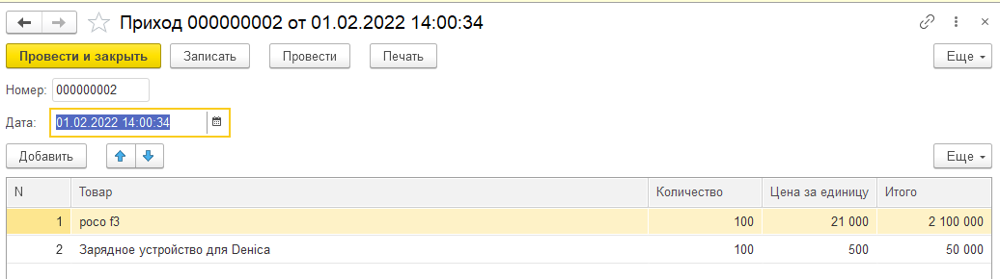 Приход 000000002 от 01.02.2022 14:00:34
Провести и закрыть Записать Провести Печать Еще
Номер: 000000002
Дата: 01.02.2022 14:00:34
Добавить Еще
N Товар Количество Цена за единицу Итого
1 poco f3 100 21 000 2 100 000
2 Зарядное устройство для Deнica 100 500 50 000